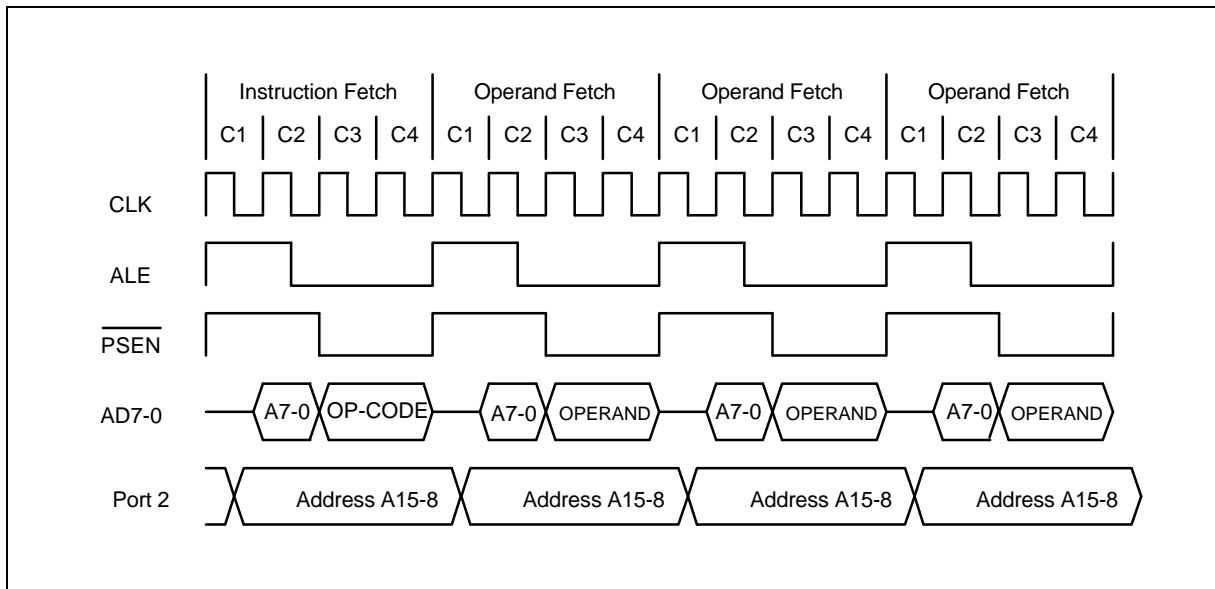 Instruction Fetch Operand Fetch Operand Fetch Operand Fetch
C1 C2 C3 C4 C1 C2 C3 C4 C1 C2 C3 C4 C1 C2 C3 C4
CLK
ALE
PSEN
AD7-0 A7-0 OP-CODE A7-0 OPERAND A7-0 OPERAND A7-0 OPERAND
Port 2 Address A15-8 Address A15-8 Address A15-8 Address A15-8